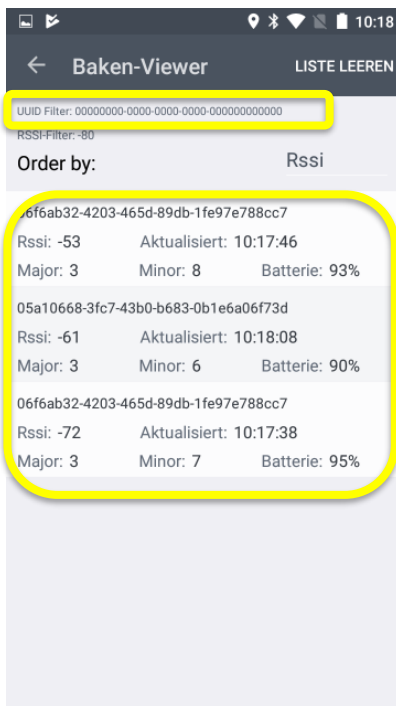 10:18
Baken-Viewer LISTE LEEREN
UUID Filter: 00000000-0000-0000-0000-000000000000
RSSI-Filter: -80
Order by: Rssi
06f6ab32-4203-465d-89db-1fe97e788cc7
Rssi: -53 Aktualisiert: 10:17:46
Major: 3 Minor: 8 Batterie: 93%
05a10668-3fc7-43b0-b683-0b1e6a06f73d
Rssi: -61 Aktualisiert: 10:18:08
Major: 3 Minor: 6 Batterie: 90%
06f6ab32-4203-465d-89db-1fe97e788cc7
Rssi: -72 Aktualisiert: 10:17:38
Major: 3 Minor: 7 Batterie: 95%